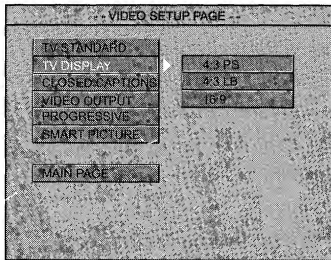 - - VIDEO SETUP PAGE - -
TV STANDARD
TV DISPLAY
CLOSED CAPTIONS
VIDEO OUTPUT
PROGRESSIVE
SMART PICTURE
MAIN PAGE
4:3 PS
4:3 LB
16:9